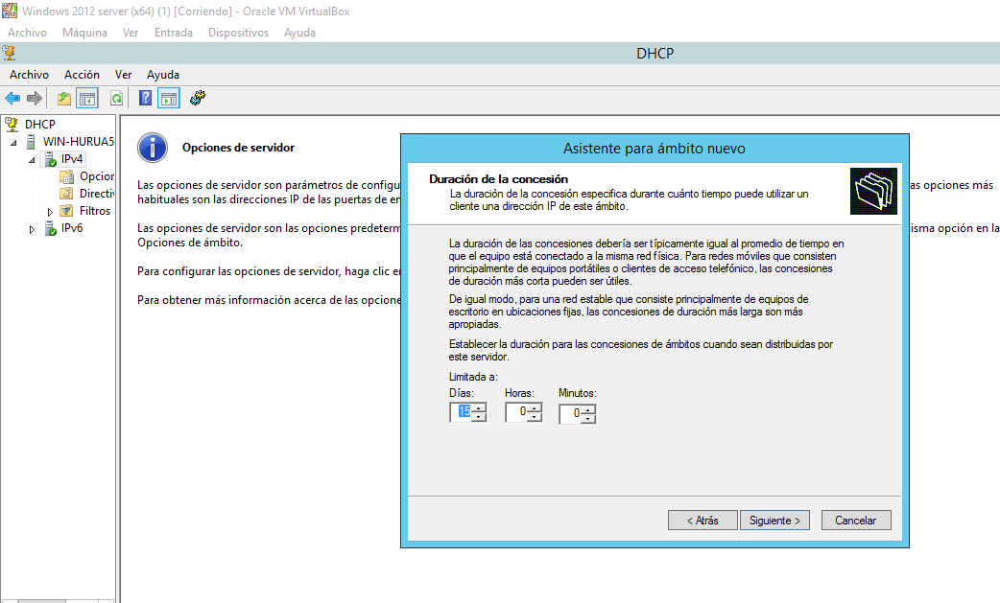 Windows 2012 server (x64) (1) [Corriendo] - Oracle VM VirtualBox
Archivo Máquina Ver Entrada Dispositivos Ayuda
DHCP
Archivo Acción Ver Ayuda
DHCP
WIN-HURUA5
IPv4
Opcior
Directiv
Filtros
IPv6
Opciones de servidor
Las opciones de servidor son parámetros de configu
as opciones más
habituales son las direcciones IP de las puertas de en
Las opciones de servidor son las opciones predeterm
isma opción en la
Opciones de ámbito.
Para configurar las opciones de servidor, haga clic en
Para obtener más información acerca de las opcione
Asistente para ámbito nuevo
Duración de la concesión
La duración de la concesión especifica durante cuánto tiempo puede utilizar un
cliente una dirección IP de este ámbito.
La duración de las concesiones debería ser típicamente igual al promedio de tiempo en
que el equipo está conectado a la misma red física. Para redes móviles que consisten
principalmente de equipos portátiles o clientes de acceso telefónico, las concesiones
de duración más corta pueden ser útiles.
De igual modo, para una red estable que consiste principalmente de equipos de
escritorio en ubicaciones fijas, las concesiones de duración más larga son más
apropiadas.
Establecer la duración para las concesiones de ámbitos cuando sean distribuidas por
este servidor.
Limitada a:
Días: Horas: Minutos:
15 0 0
< Atrás Siguiente > Cancelar